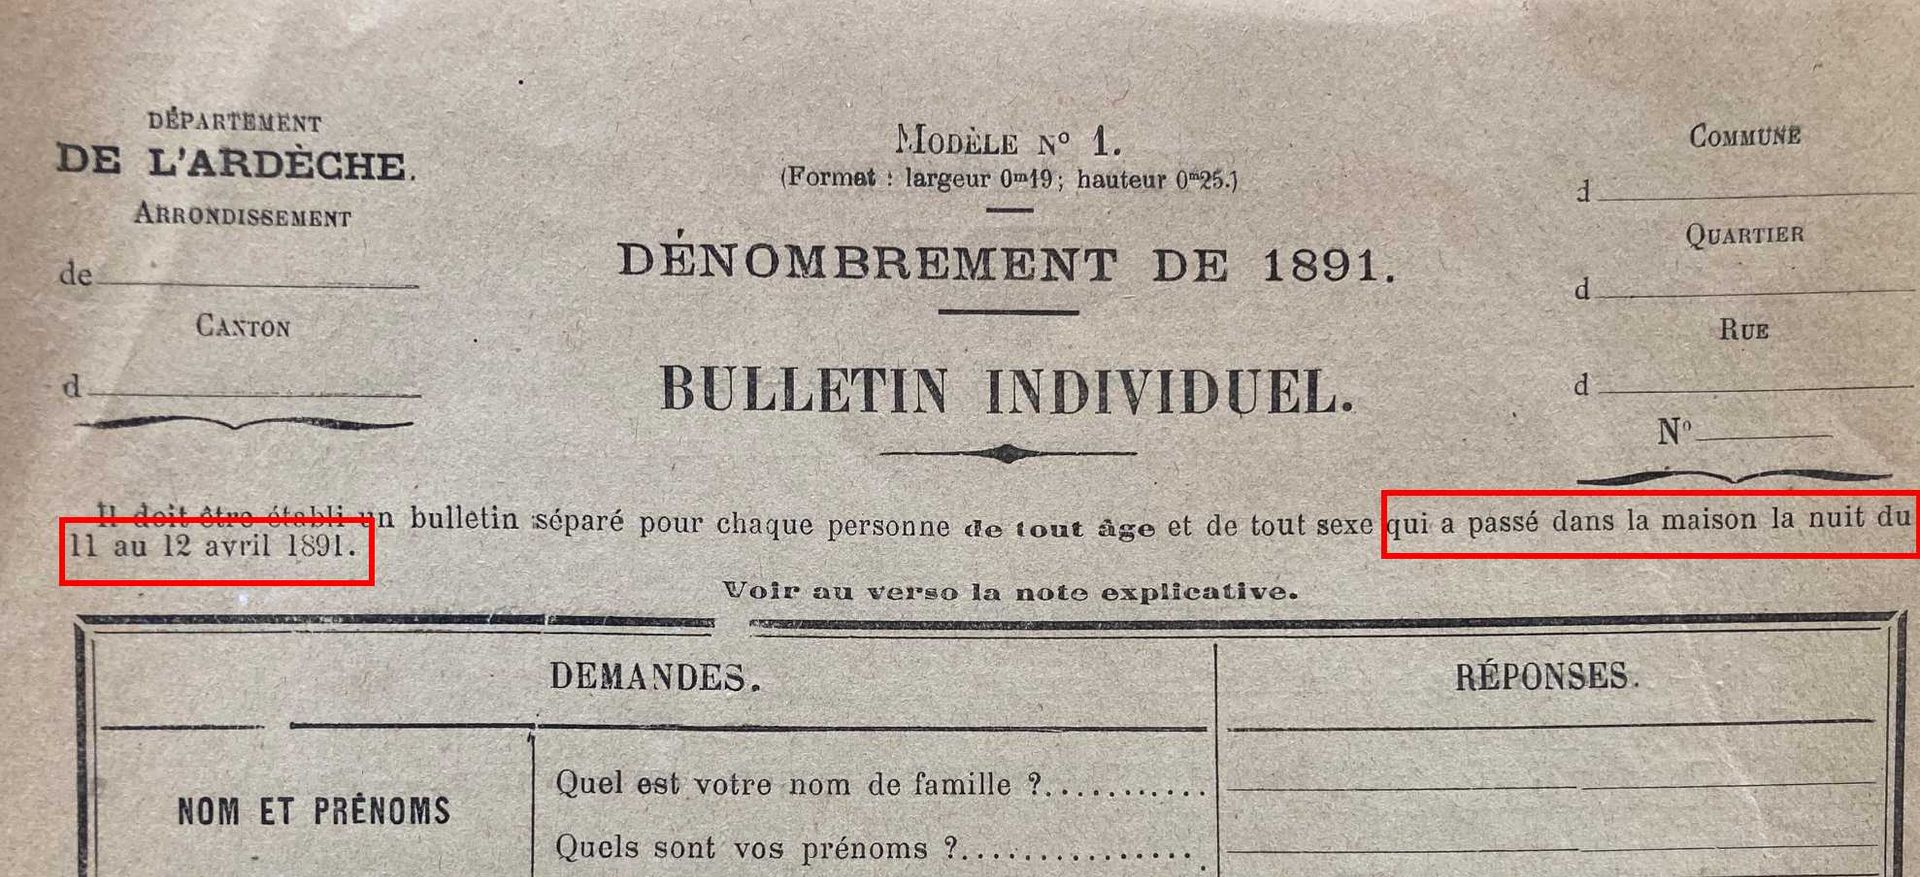 DÉPARTEMENT
DE L'ARDÈCHE.
ARRONDISSEMENT
de
CANTON
d
MODÈLE Nº 1.
(Format : largeur 0m19 ; hauteur 0m25.)
DÉNOMBREMENT DE 1891.
BULLETIN INDIVIDUEL.
COMMUNE
d
QUARTIER
d
RUE
d
Nº
Il doit être établi un bulletin séparé pour chaque personne de tout âge et de tout sexe qui a passé dans la maison la nuit du
11 au 12 avril 1891.
Voir au verso la note explicative.
DEMANDES.
RÉPONSES.
NOM ET PRÉNOMS
Quel est votre nom de famille ?...........
Quels sont vos prénoms ?................